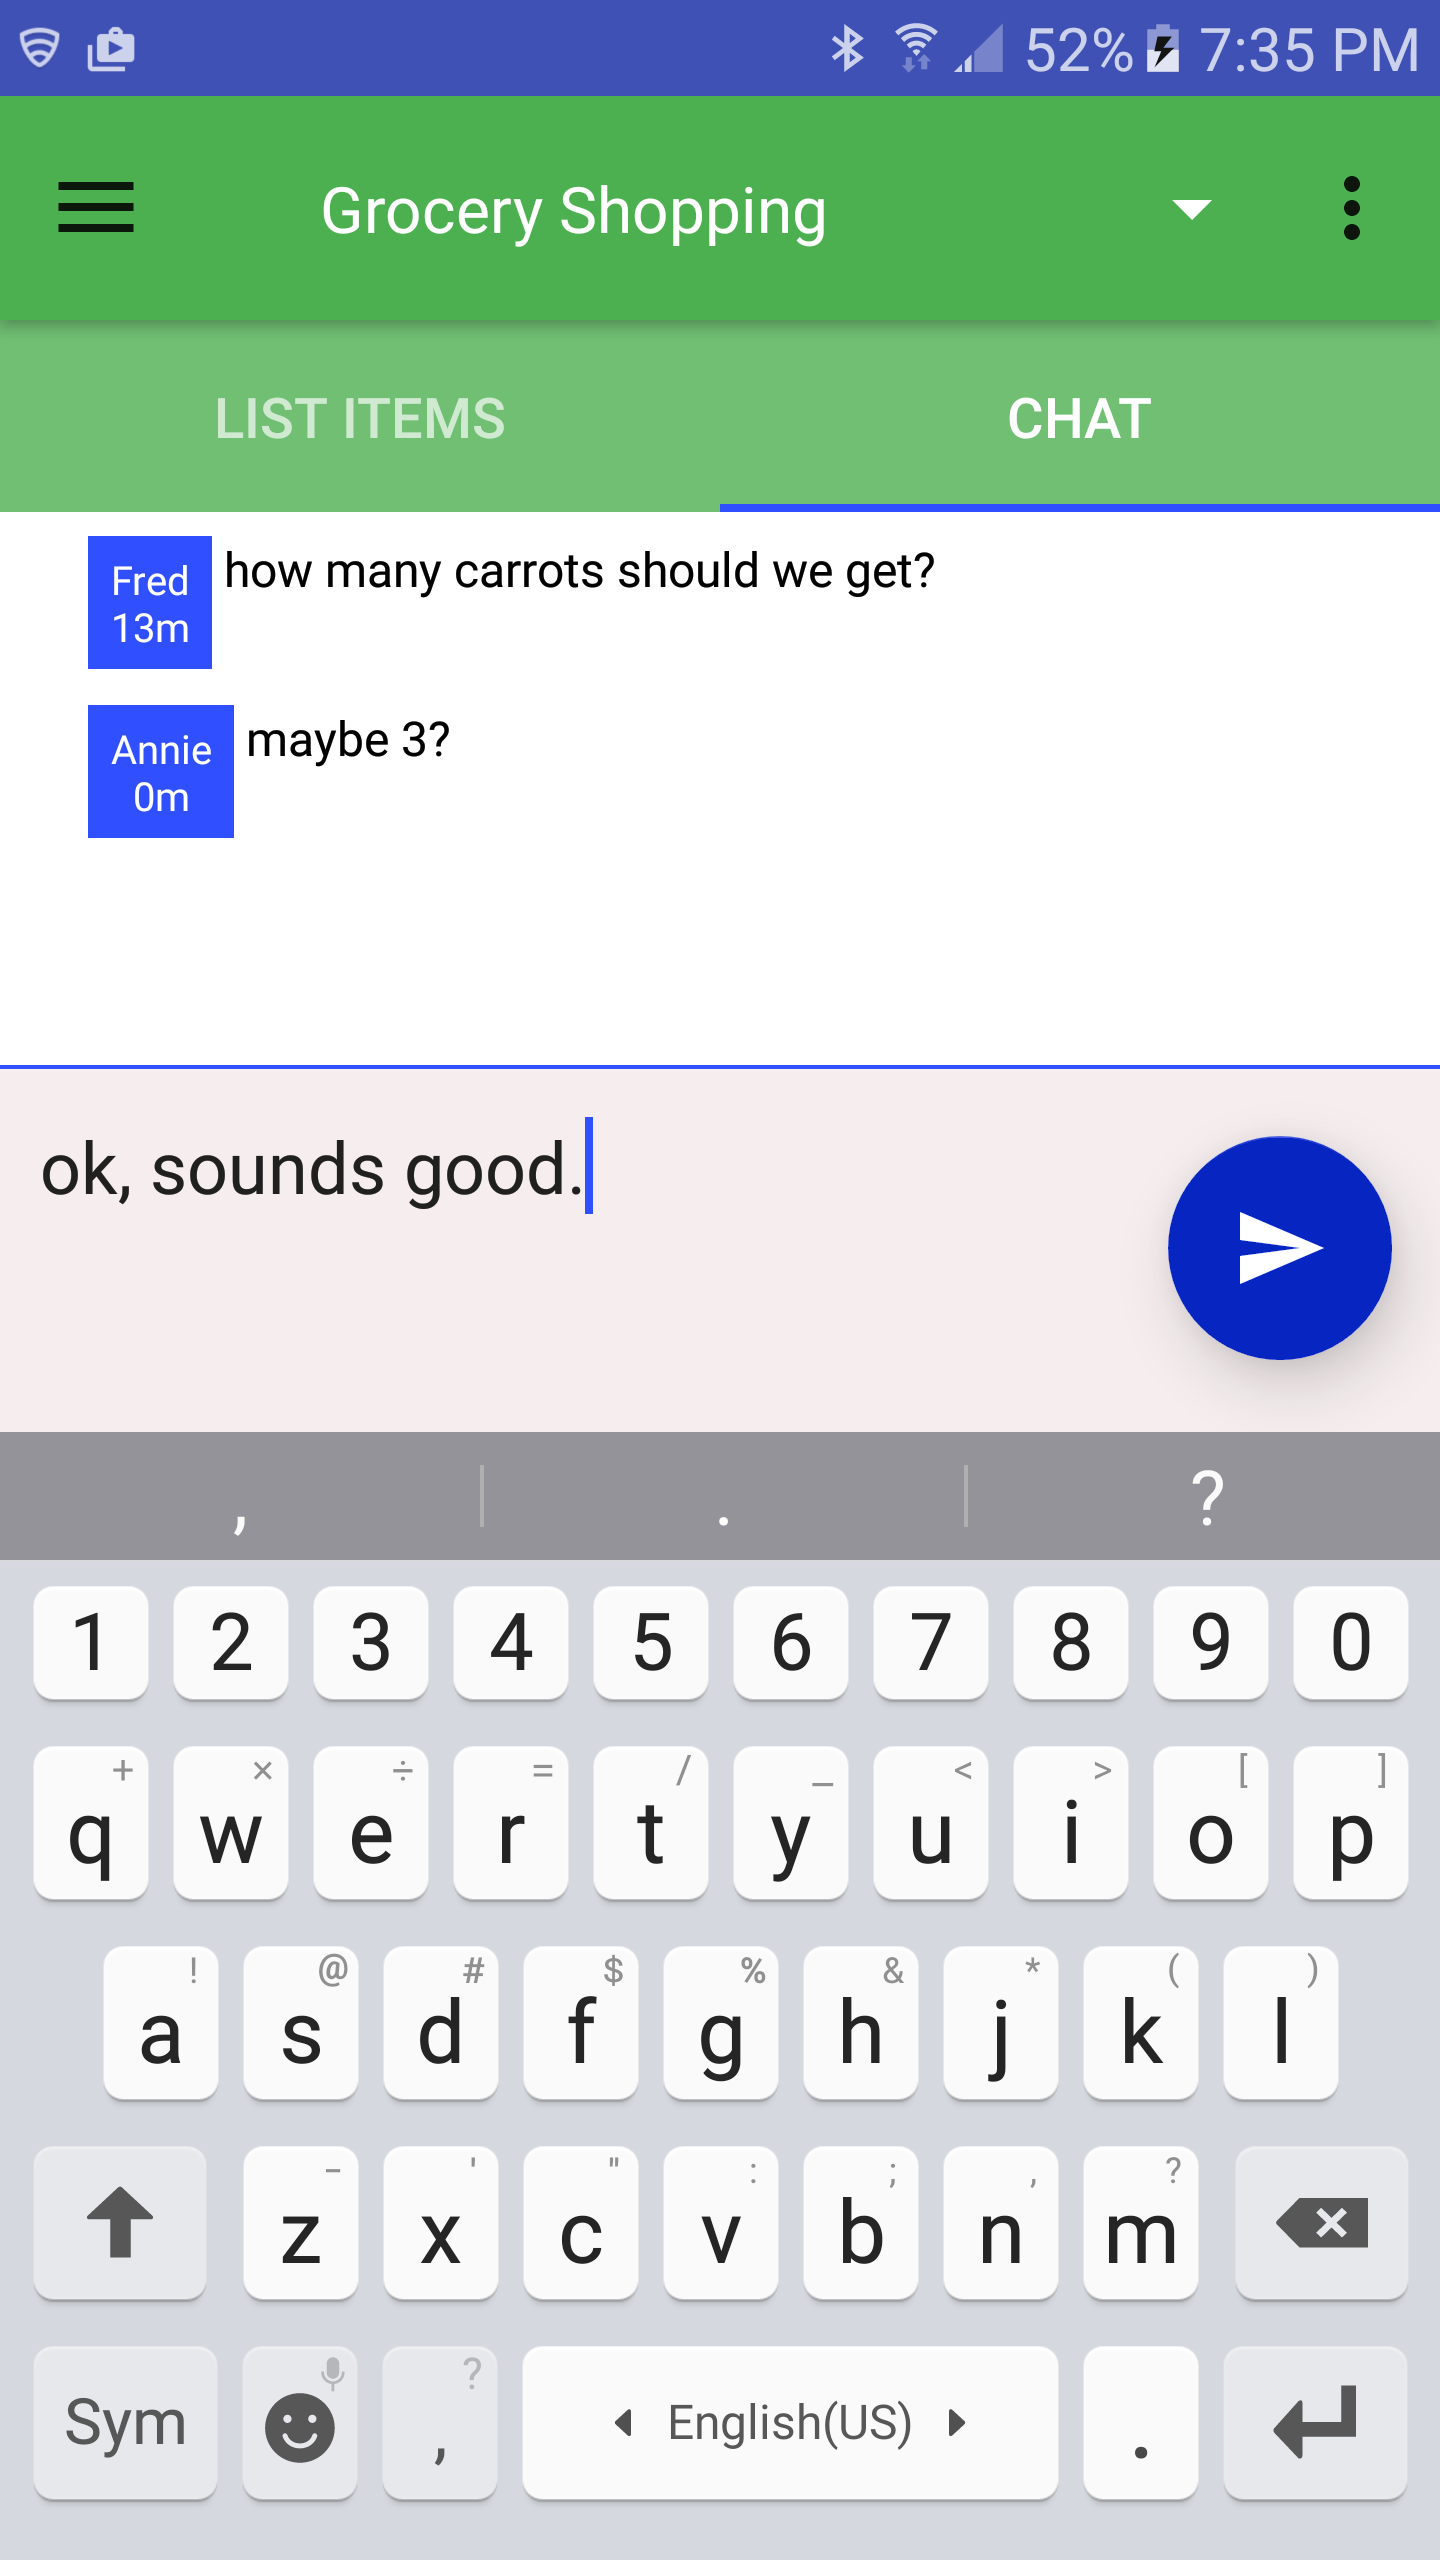 52% 7:35 PM
Grocery Shopping
LIST ITEMS CHAT
Fred
13m
how many carrots should we get?
Annie
0m
maybe 3?
ok, sounds good.
, . ?
1 2 3 4 5 6 7 8 9 0
+ × ÷ = / _ < > [ ]
q w e r t y u i o p
! @ # $ % & * ( )
a s d f g h j k l
- ' " : ; , ?
z x c v b n m
?
Sym , English(US) .